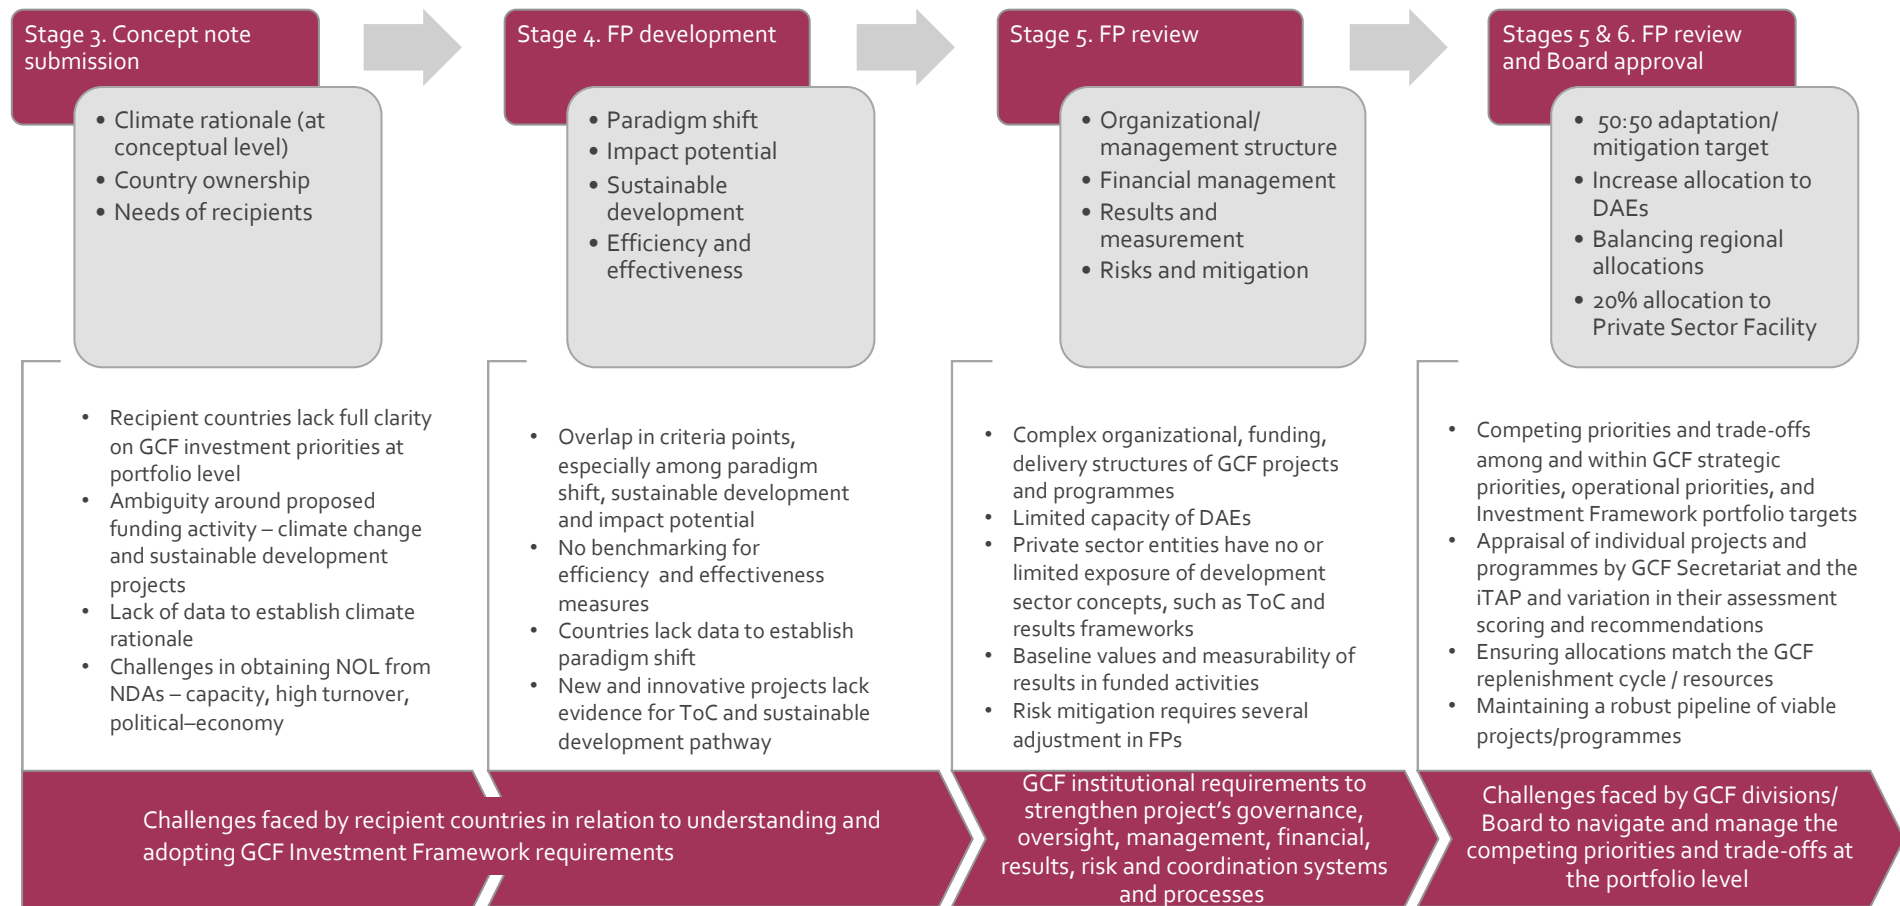 Stage 3. Concept note
submission
• Climate rationale (at
conceptual level)
• Country ownership
• Needs of recipients
Stage 4. FP development
• Paradigm shift
• Impact potential
• Sustainable
development
• Efficiency and
effectiveness
Stage 5. FP review
• Organizational/
management structure
• Financial management
• Results and
measurement
• Risks and mitigation
Stages 5 & 6. FP review
and Board approval
• 50:50 adaptation/
mitigation target
• Increase allocation to
DAEs
• Balancing regional
allocations
• 20% allocation to
Private Sector Facility
• Recipient countries lack full clarity
on GCF investment priorities at
portfolio level
• Ambiguity around proposed
funding activity – climate change
and sustainable development
projects
• Lack of data to establish climate
rationale
• Challenges in obtaining NOL from
NDAs – capacity, high turnover,
political–economy
• Overlap in criteria points,
especially among paradigm
shift, sustainable development
and impact potential
• No benchmarking for
efficiency and effectiveness
measures
• Countries lack data to establish
paradigm shift
• New and innovative projects lack
evidence for ToC and sustainable
development pathway
• Complex organizational, funding,
delivery structures of GCF projects
and programmes
• Limited capacity of DAEs
• Private sector entities have no or
limited exposure of development
sector concepts, such as ToC and
results frameworks
• Baseline values and measurability of
results in funded activities
• Risk mitigation requires several
adjustment in FPs
• Competing priorities and trade-offs
among and within GCF strategic
priorities, operational priorities, and
Investment Framework portfolio targets
• Appraisal of individual projects and
programmes by GCF Secretariat and the
iTAP and variation in their assessment
scoring and recommendations
• Ensuring allocations match the GCF
replenishment cycle / resources
• Maintaining a robust pipeline of viable
projects/programmes
Challenges faced by recipient countries in relation to understanding and
adopting GCF Investment Framework requirements
GCF institutional requirements to
strengthen project's governance,
oversight, management, financial,
results, risk and coordination systems
and processes
Challenges faced by GCF divisions/
Board to navigate and manage the
competing priorities and trade-offs at
the portfolio level